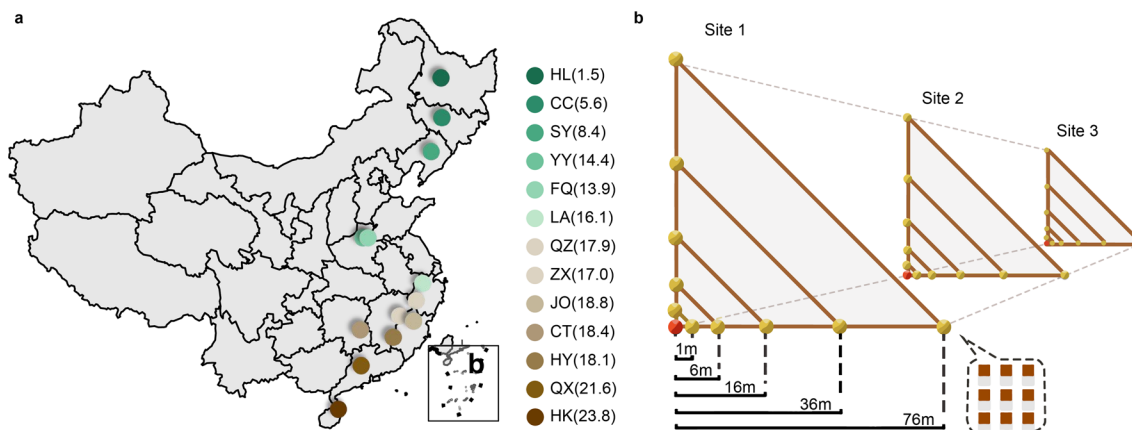 a
HL(1.5)
CC(5.6)
SY(8.4)
YY(14.4)
FQ(13.9)
LA(16.1)
QZ(17.9)
ZX(17.0)
JO(18.8)
CT(18.4)
HY(18.1)
QX(21.6)
HK(23.8)
b
b
Site 1
Site 2
Site 3
1m
6m
16m
36m
76m